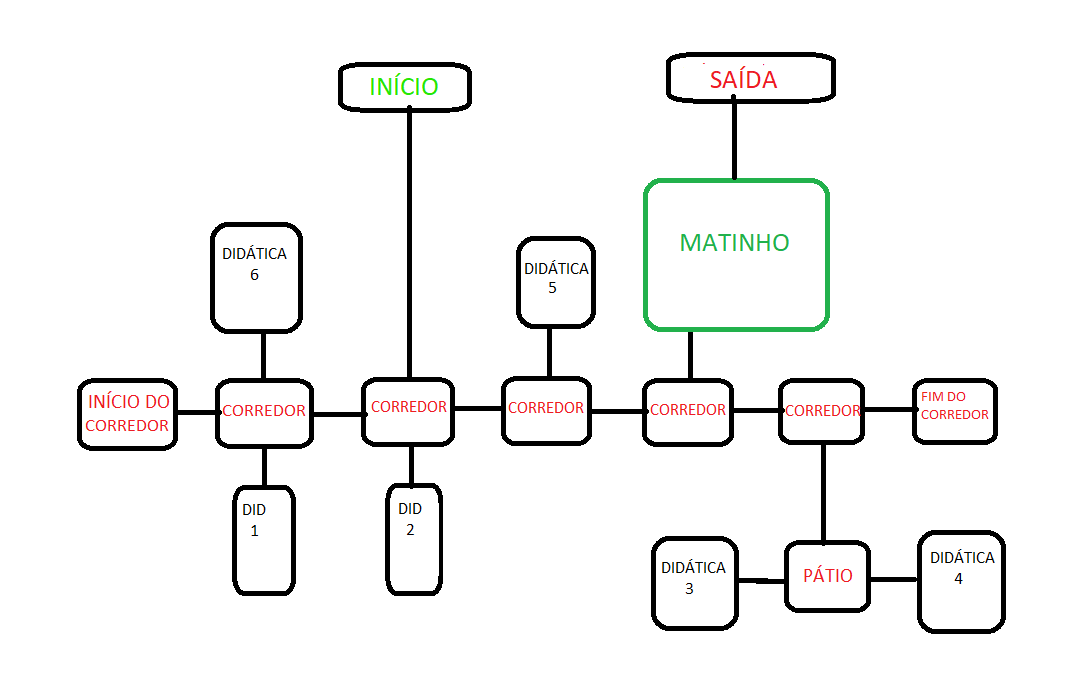 INÍCIO
SAÍDA
MATINHO
DIDÁTICA
6
DIDÁTICA
5
INÍCIO DO
CORREDOR
CORREDOR
CORREDOR
CORREDOR
CORREDOR
CORREDOR
FIM DO
CORREDOR
DID
1
DID
2
DIDÁTICA
3
PÁTIO
DIDÁTICA
4